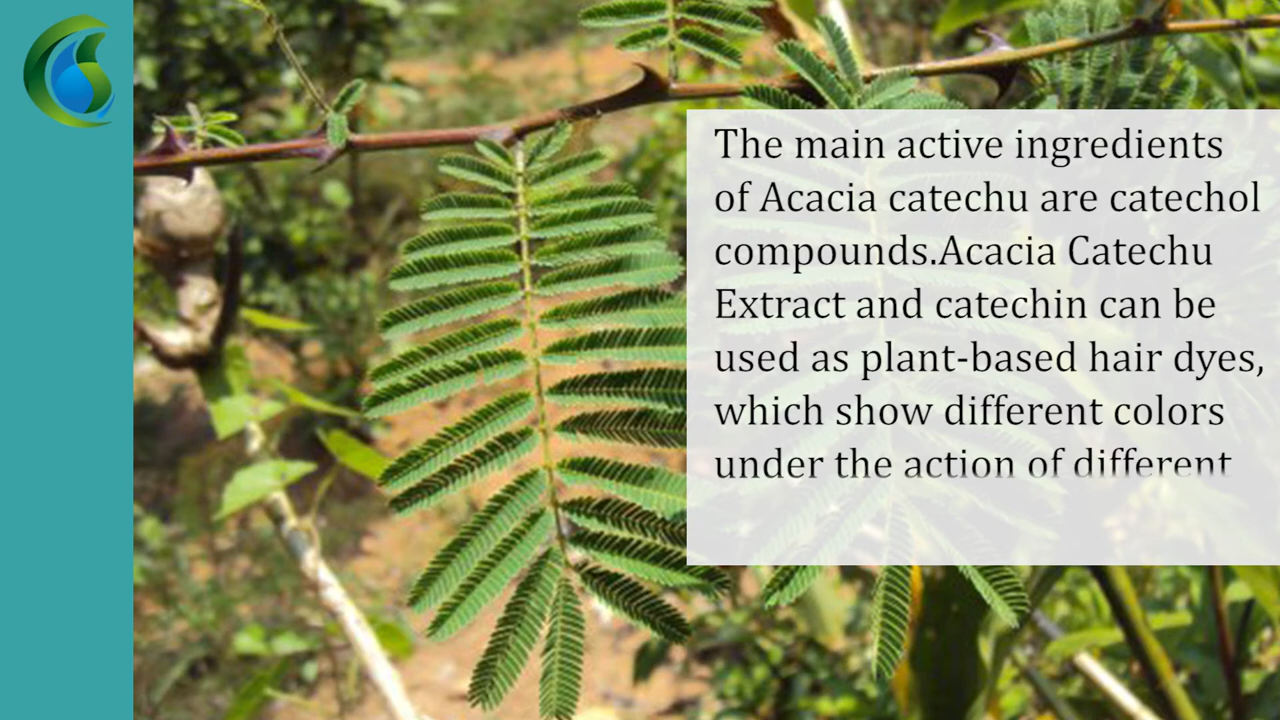 The main active ingredients
of Acacia catechu are catechol
compounds.Acacia Catechu
Extract and catechin can be
used as plant-based hair dyes,
which show different colors
under the action of different